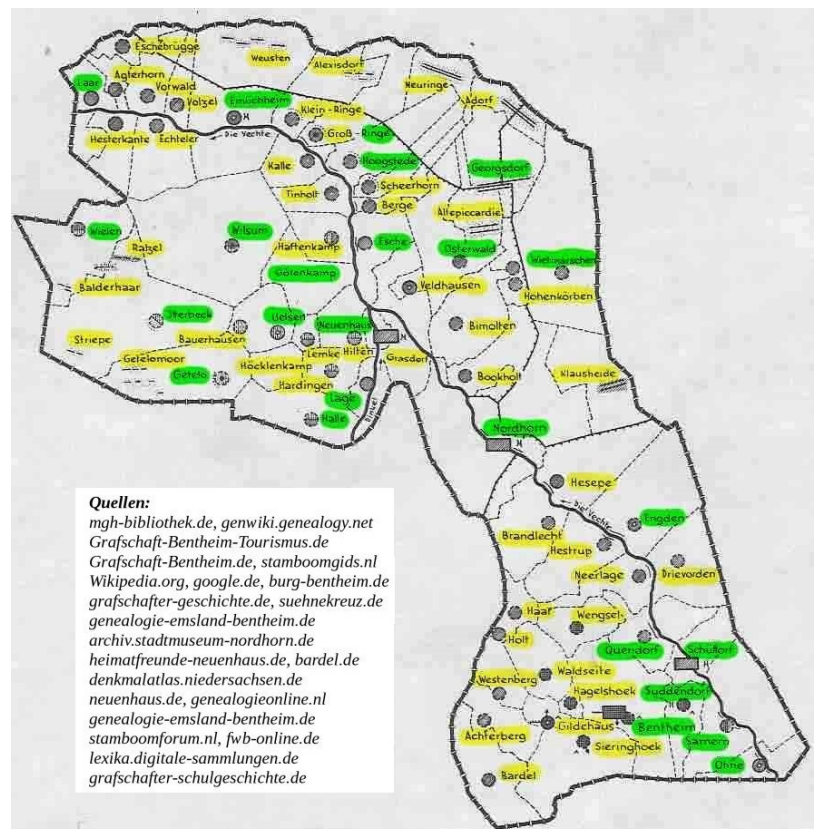 Eschebrügge
Weusten
Alexisdorf
Laar
Agterhorn
Vorwald
Volzel
Emlichheim
Klein-Ringe
Neuringe
Adorf
Hesterkante
Echteler
Die Vechte
Groß-Ringe
Kalle
Hoogstede
Georgsdorf
Tinholt
Scheerhorn
Berge
Alfepiccardie
Wielen
Ratzel
Wilsum
Haftenkamp
Esche
Osterwald
Wietmarschen
Balderhaar
Gölenkamp
Veldhausen
Hohenkörben
Itterbeck
Uelsen
Neuenhaus
Bimolten
Striepe
Bauerhausen
Lemke
Hilten
Grasdorf
Getelomoor
Höcklenkamp
Getelo
Hardingen
Bookholt
Klausheide
Lage
Halle
Dinkel
Nordhorn
Hesepe
Die Vechte
Engden
Brandlecht
Hestrup
Neerlage
Drievorden
Haar
Wengsel
Holt
Quendorf
Schüttorf
Waldseite
Westenberg
Hagelshoek
Suddendorf
Achterberg
Gildehaus
Bentheim
Samern
Sieringhoek
Ohne
Bardel
Quellen:
mgh-bibliothek.de, genwiki.genealogy.net
Grafschaft-Bentheim-Tourismus.de
Grafschaft-Bentheim.de, stamboomgids.nl
Wikipedia.org, google.de, burg-bentheim.de
grafschafter-geschichte.de, suehnekreuz.de
genealogie-emsland-bentheim.de
archiv.stadtmuseum-nordhorn.de
heimatfreunde-neuenhaus.de, bardel.de
denkmalatlas.niedersachsen.de
neuenhaus.de, genealogieonline.nl
genealogie-emsland-bentheim.de
stamboomforum.nl, fwb-online.de
lexika.digitale-sammlungen.de
grafschafter-schulgeschichte.de